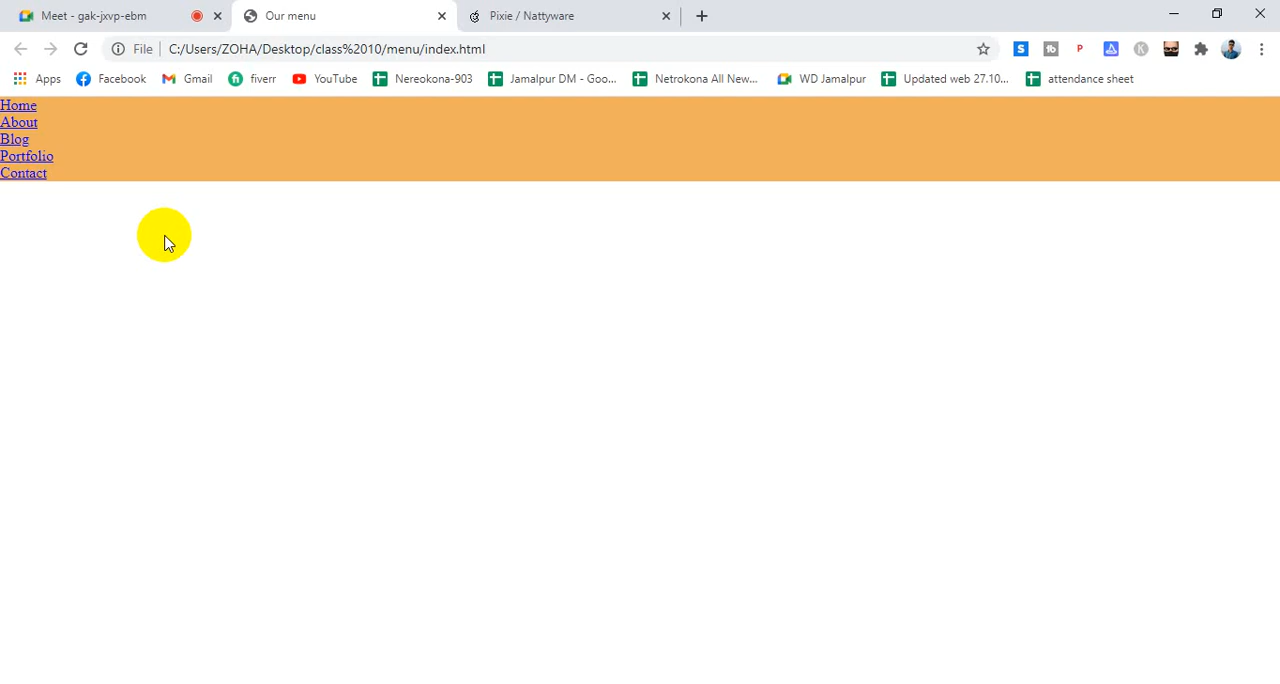 Meet - gak-jxvp-ebm Our menu Pixie / Nattyware
File C:/Users/ZOHA/Desktop/class%2010/menu/index.html
Apps Facebook Gmail fiverr YouTube Nereokona-903 Jamalpur DM - Goo... Netrokona All New... WD Jamalpur Updated web 27.10... attendance sheet
Home
About
Blog
Portfolio
Contact